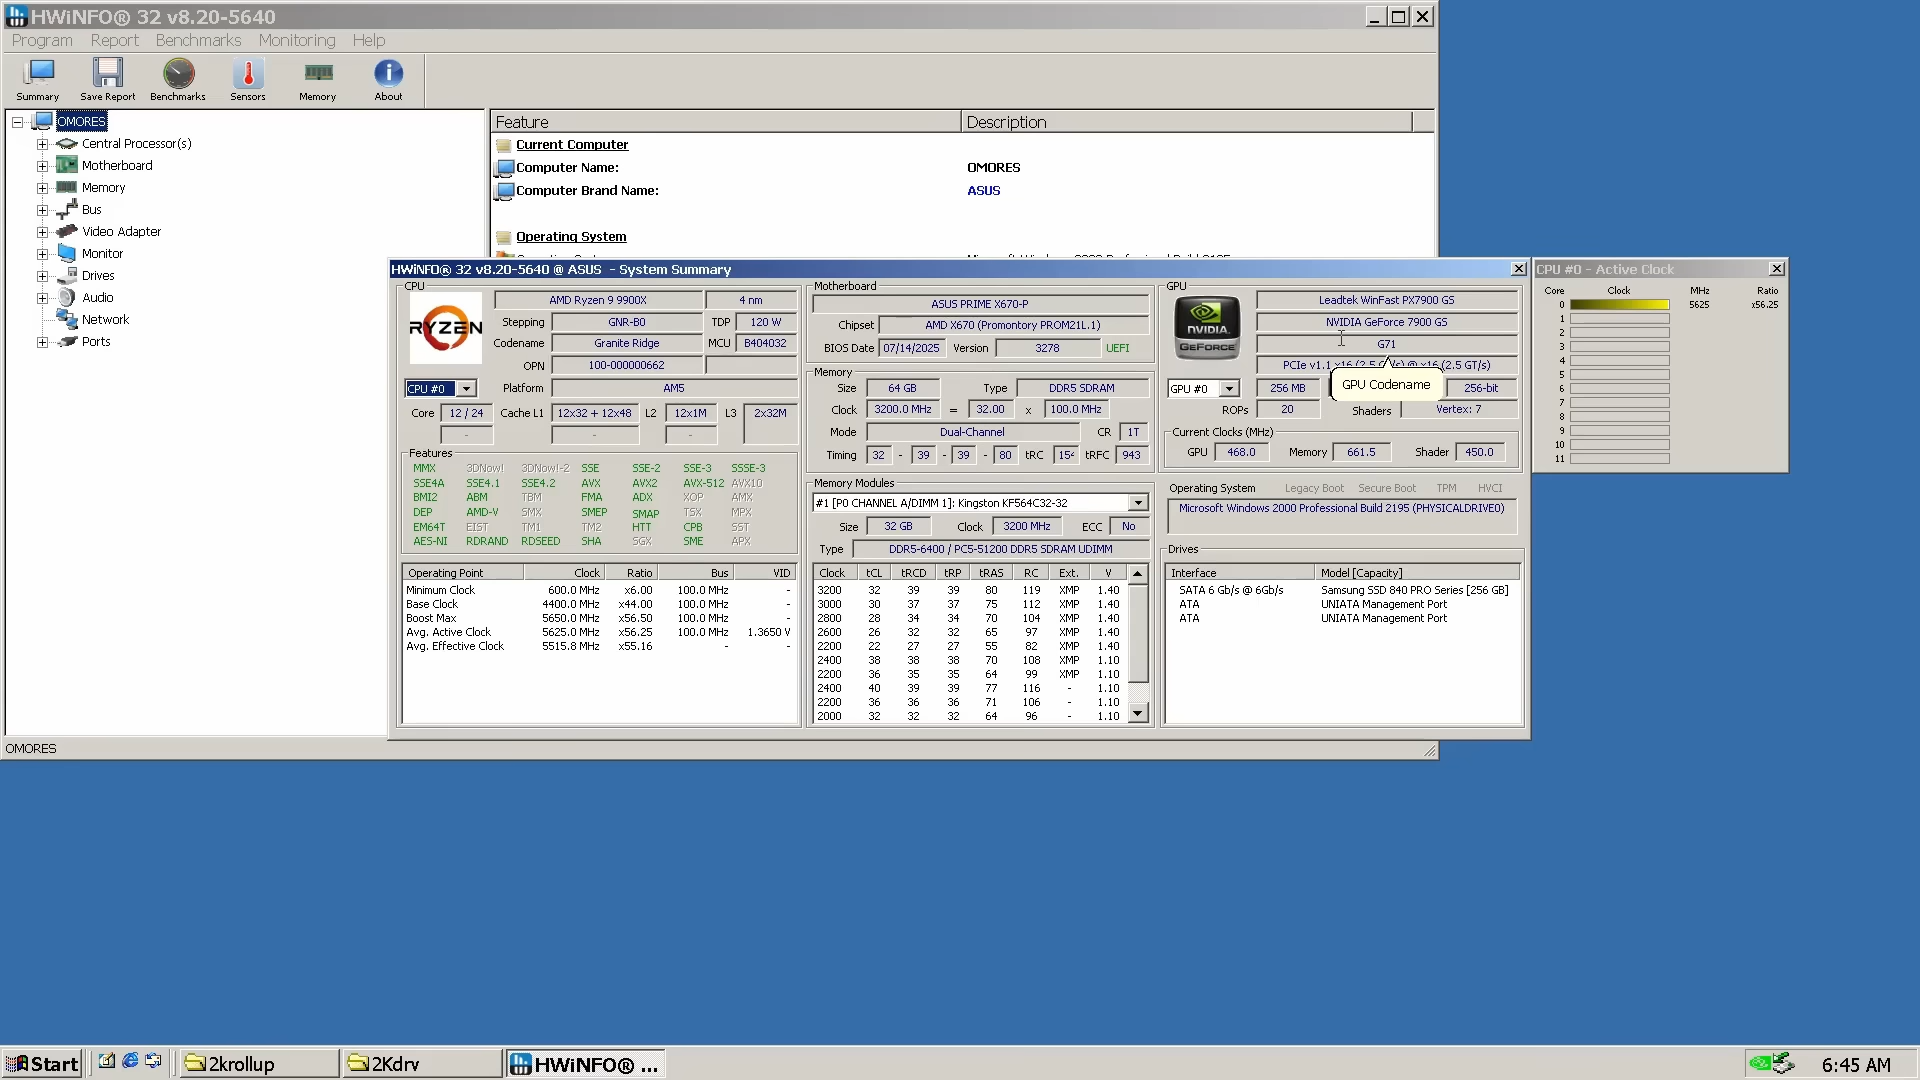 HWiNFO® 32 v8.20-5640
Program Report Benchmarks Monitoring Help
Summary Save Report Benchmarks Sensors Memory About
OMORES
Central Processor(s)
Motherboard
Memory
Bus
Video Adapter
Monitor
Drives
Audio
Network
Ports
Feature Description
Current Computer
Computer Name: OMORES
Computer Brand Name: ASUS
Operating System
HWiNFO® 32 v8.20-5640 @ ASUS - System Summary
CPU
RYZEN
AMD Ryzen 9 9900X 4 nm
Stepping GNR-B0 TDP 120 W
Codename Granite Ridge MCU B404032
OPN 100-000000662
CPU #0 Platform AM5
Core 12 / 24 Cache L1 12x32 + 12x48 L2 12x1M L3 2x32M
- - -
Features
MMX 3DNow! 3DNow!-2 SSE SSE-2 SSE-3 SSSE-3
SSE4A SSE4.1 SSE4.2 AVX AVX2 AVX-512 AVX10
BMI2 ABM TBM FMA ADX XOP AMX
DEP AMD-V SMX SMEP SMAP TSX MPX
EM64T EIST TM1 TM2 HTT CPB SST
AES-NI RDRAND RDSEED SHA SGX SME APX
Operating Point Clock Ratio Bus VID
Minimum Clock 600.0 MHz x6.00 100.0 MHz -
Base Clock 4400.0 MHz x44.00 100.0 MHz -
Boost Max 5650.0 MHz x56.50 100.0 MHz -
Avg. Active Clock 5625.0 MHz x56.25 100.0 MHz 1.3650 V
Avg. Effective Clock 5515.8 MHz x55.16 - -
Motherboard
ASUS PRIME X670-P
Chipset AMD X670 (Promontory PROM21L.1)
BIOS Date 07/14/2025 Version 3278 UEFI
Memory
Size 64 GB Type DDR5 SDRAM
Clock 3200.0 MHz = 32.00 x 100.0 MHz
Mode Dual-Channel CR 1T
Timing 32 - 39 - 39 - 80 tRC 154 tRFC 943
Memory Modules
#1 [P0 CHANNEL A/DIMM 1]: Kingston KF564C32-32
Size 32 GB Clock 3200 MHz ECC No
Type DDR5-6400 / PC5-51200 DDR5 SDRAM UDIMM
Clock tCL tRCD tRP tRAS RC Ext. V
3200 32 39 39 80 119 XMP 1.40
3000 30 37 37 75 112 XMP 1.40
2800 28 34 34 70 104 XMP 1.40
2600 26 32 32 65 97 XMP 1.40
2200 22 27 27 55 82 XMP 1.40
2400 38 38 38 70 108 XMP 1.10
2200 36 35 35 64 99 XMP 1.10
2400 40 39 39 77 116 - 1.10
2200 36 36 36 71 106 - 1.10
2000 32 32 32 64 96 - 1.10
GPU
NVIDIA GEFORCE
Leadtek WinFast PX7900 GS
NVIDIA GeForce 7900 GS
G71
PCIe v1.1 x16 (2.5 GT/s) @ x16 (2.5 GT/s)
GPU Codename
GPU #0 256 MB 256-bit
ROPs 20 Shaders Vertex: 7
Current Clocks (MHz)
GPU 468.0 Memory 661.5 Shader 450.0
Operating System Legacy Boot Secure Boot TPM HVCI
Microsoft Windows 2000 Professional Build 2195 (PHYSICALDRIVE0)
Drives
Interface Model [Capacity]
SATA 6 Gb/s @ 6Gb/s Samsung SSD 840 PRO Series [256 GB]
ATA UNIATA Management Port
ATA UNIATA Management Port
CPU #0 - Active Clock
Core Clock MHz Ratio
0 5625 x56.25
1
2
3
4
5
6
7
8
9
10
11
OMORES
Start 2krollup 2Kdrv HWiNFO® ... 6:45 AM